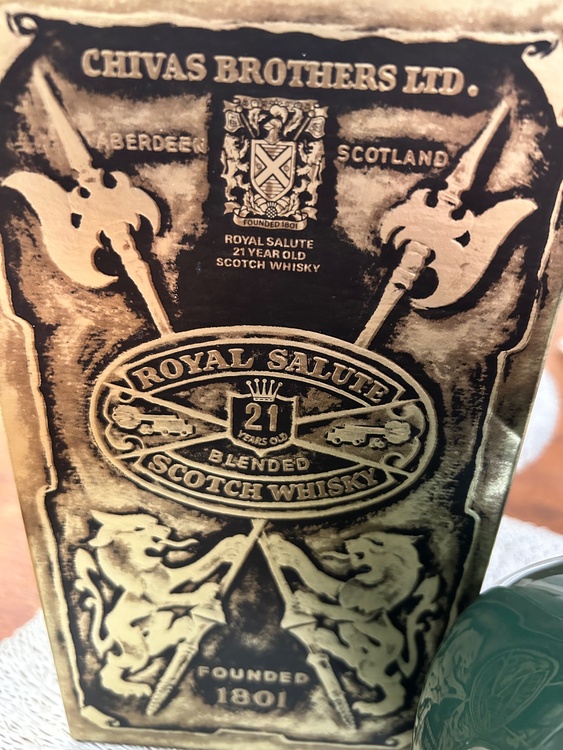 CHIVAS BROTHERS LTD.
ABERDEEN SCOTLAND
FOUNDED 1801
ROYAL SALUTE
21 YEAR OLD
SCOTCH WHISKY
ROYAL SALUTE
21
YEARS OLD
BLENDED
SCOTCH WHISKY
FOUNDED
1801